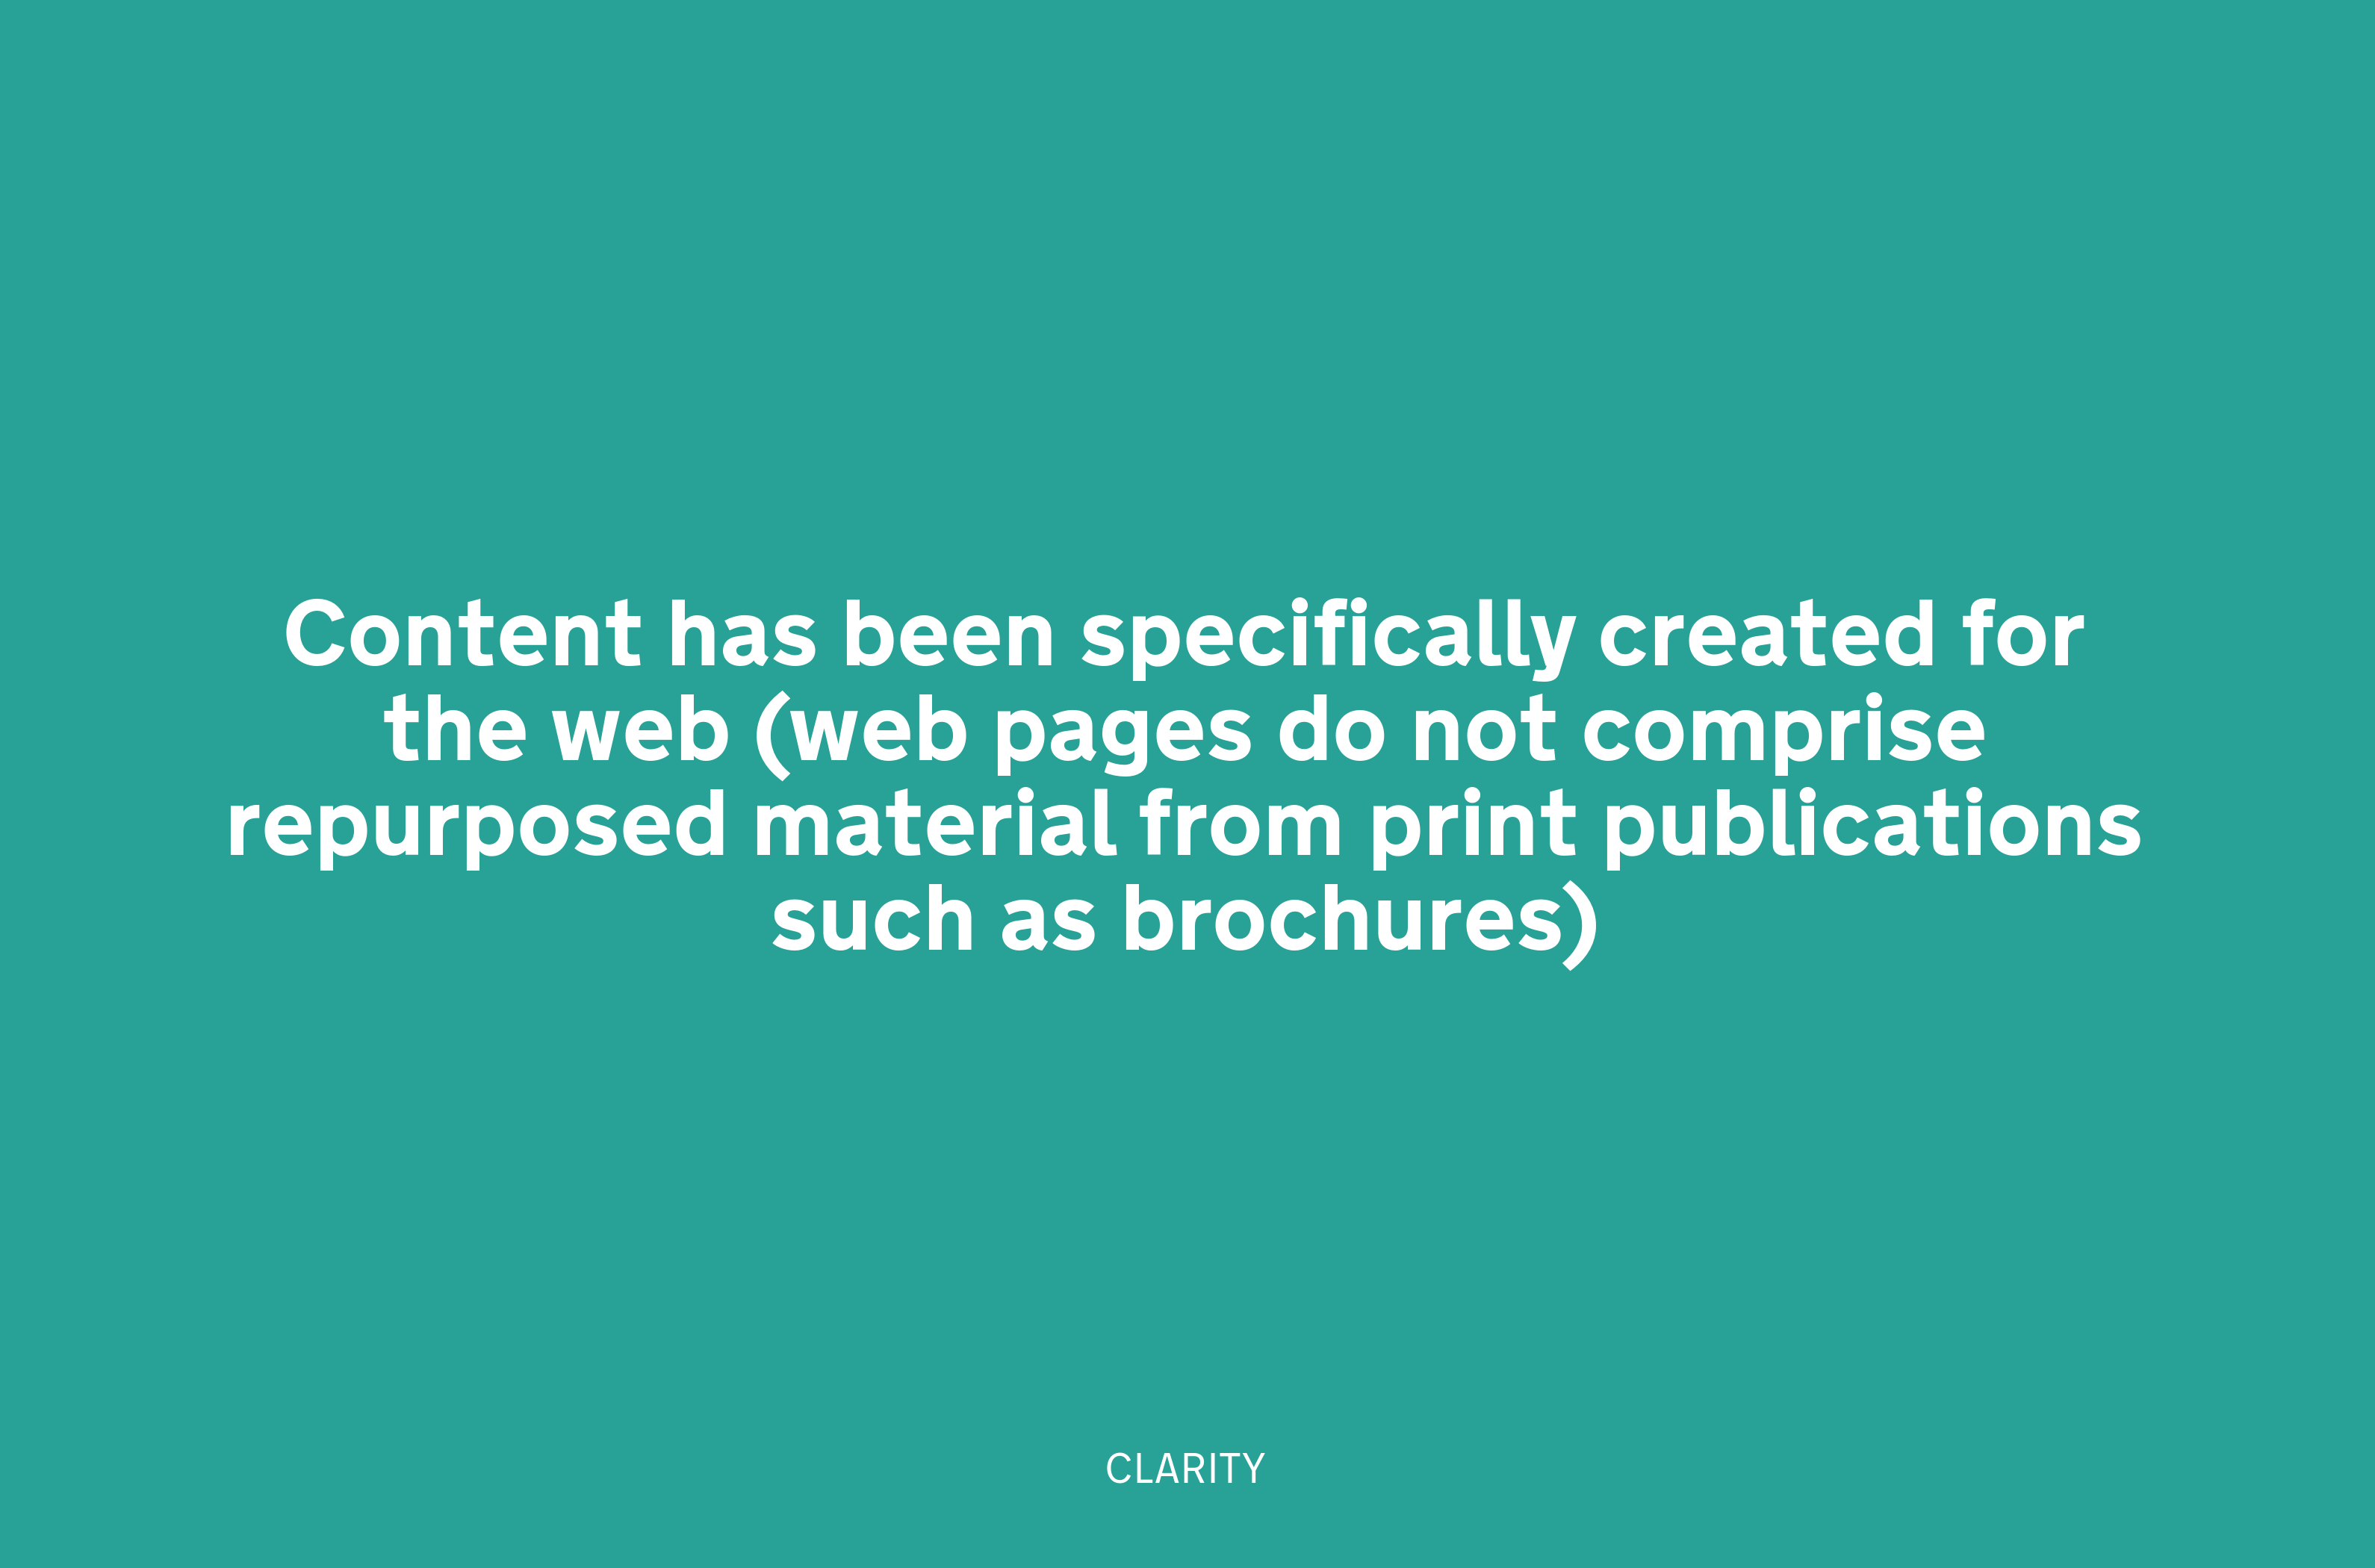 Content has been specifically created for
the web (web pages do not comprise
repurposed material from print publications
such as brochures)
CLARITY